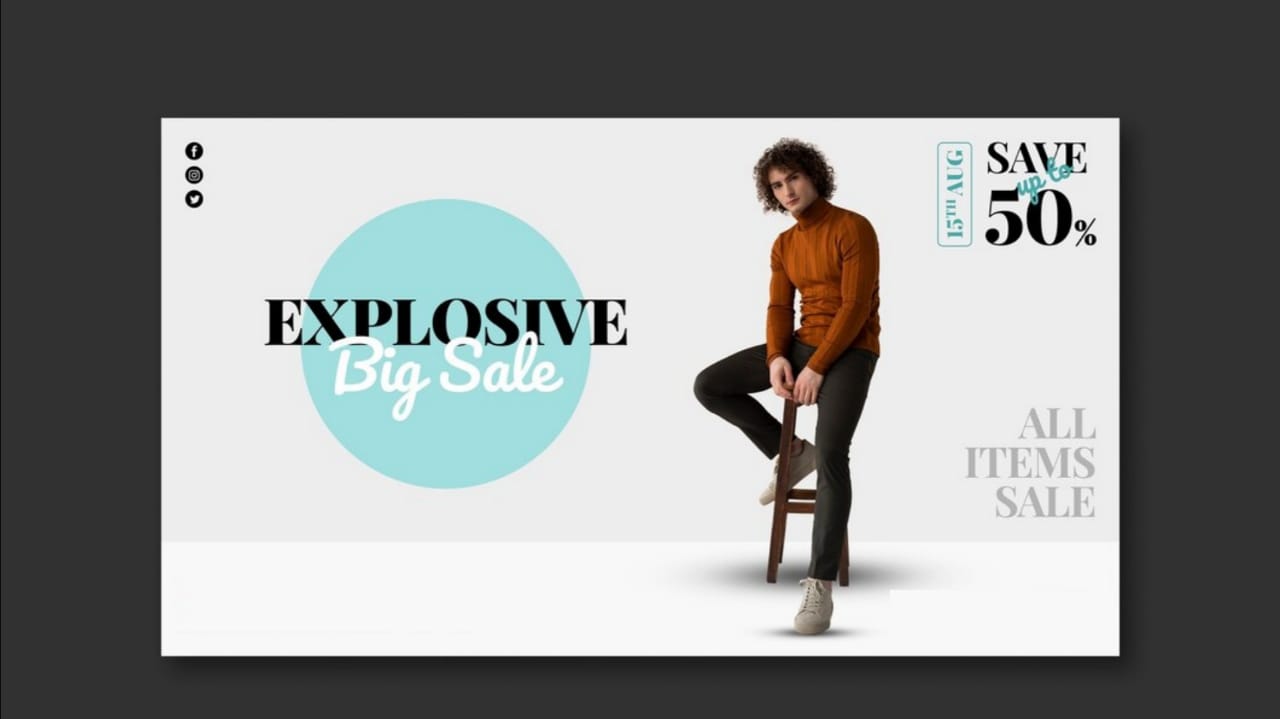 15TH AUG
SAVE
up to
50%
EXPLOSIVE
Big Sale
ALL
ITEMS
SALE